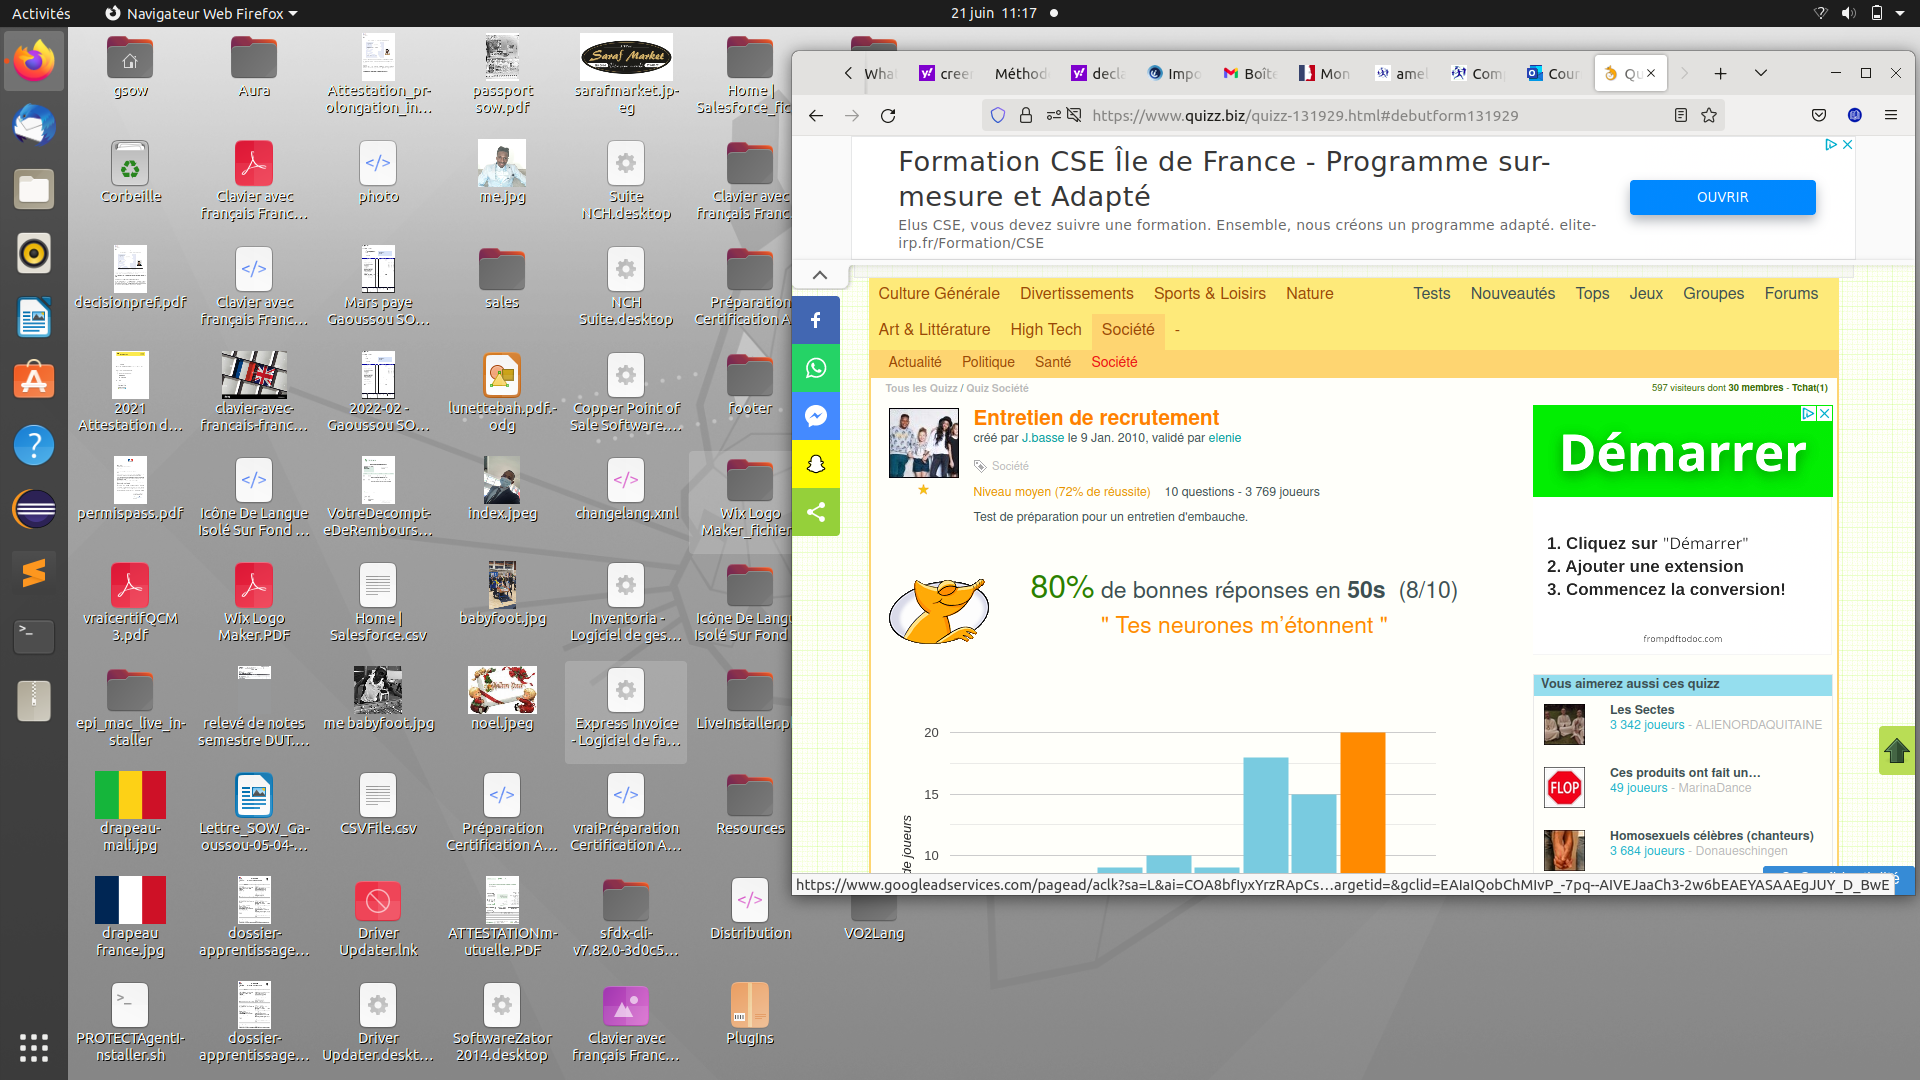 Activités
Navigateur Web Firefox
21 juin 11:17
gsow
Aura
Attestation_pr-
olongation_in...
passport
sow.pdf
Saraf Market
sarafmarket.jp-
eg
Home |
Salesforce_fic
Corbeille
Clavier avec
français Franc...
photo
me.jpg
Suite
NCH.desktop
Clavier avec
français Franc
decisionpref.pdf
Clavier avec
français Franc...
Mars paye
Gaoussou SO...
sales
NCH
Suite.desktop
Préparation
Certification A
2021
Attestation d...
clavier-avec-
francais-franc...
2022-02 -
Gaoussou SO...
lunettebah.pdf.-
odg
Copper Point of
Sale Software....
footer
permispass.pdf
Icône De Langue
Isolé Sur Fond ...
VotreDecompt-
eDeRembours...
index.jpeg
changelang.xml
Wix Logo
Maker_fichier
vraicertifQCM
3.pdf
Wix Logo
Maker.PDF
Home |
Salesforce.csv
babyfoot.jpg
Inventoria -
Logiciel de ges...
Icône De Lang
Isolé Sur Fond
epi_mac_live_in-
staller
relevé de notes
semestre DUT....
me babyfoot.jpg
noel.jpeg
Express Invoice
- Logiciel de fa...
LiveInstaller.p
drapeau-
mali.jpg
Lettre_SOW_Ga-
oussou-05-04-...
CSVFile.csv
Préparation
Certification A...
vraiPréparation
Certification A...
Resources
drapeau
france.jpg
dossier-
apprentissage...
Driver
Updater.lnk
ATTESTATIONm-
utuelle.PDF
sfdx-cli-
v7.82.0-3d0c5...
Distribution
VO2Lang
PROTECTAgentI-
nstaller.sh
dossier-
apprentissage...
Driver
Updater.deskt...
SoftwareZator
2014.desktop
Clavier avec
français Franc...
PlugIns
What
creer
Méthod
decla
Impo
Boîte
Mon
amel
Com
Cour
Qu
https://www.quizz.biz/quizz-131929.html#debutform131929
Formation CSE Île de France - Programme sur-
mesure et Adapté
Elus CSE, vous devez suivre une formation. Ensemble, nous créons un programme adapté. elite-
irp.fr/Formation/CSE
OUVRIR
Culture Générale Divertissements Sports & Loisirs Nature
Tests Nouveautés Tops Jeux Groupes Forums
Art & Littérature High Tech Société -
Actualité Politique Santé Société
Tous les Quizz / Quiz Société
597 visiteurs dont 30 membres - Tchat(1)
Entretien de recrutement
créé par J.basse le 9 Jan. 2010, validé par elenie
Société
Niveau moyen (72% de réussite) 10 questions - 3 769 joueurs
Test de préparation pour un entretien d'embauche.
80% de bonnes réponses en 50s (8/10)
" Tes neurones m'étonnent "
20
15
10
de joueurs
Démarrer
1. Cliquez sur "Démarrer"
2. Ajouter une extension
3. Commencez la conversion!
frompdftodoc.com
Vous aimerez aussi ces quizz
Les Sectes
3 342 joueurs - ALIENORDAQUITAINE
Ces produits ont fait un...
FLOP
49 joueurs - MarinaDance
Homosexuels célèbres (chanteurs)
3 684 joueurs - Donaueschingen
https://www.googleadservices.com/pagead/aclk?sa=L&ai=COA8bfIyxYrzRApCs...argetid=&gclid=EAIaIQobChMIvP_-7pq--AIVEJaaCh3-2w6bEAEYASAAEgJUY_D_BwE